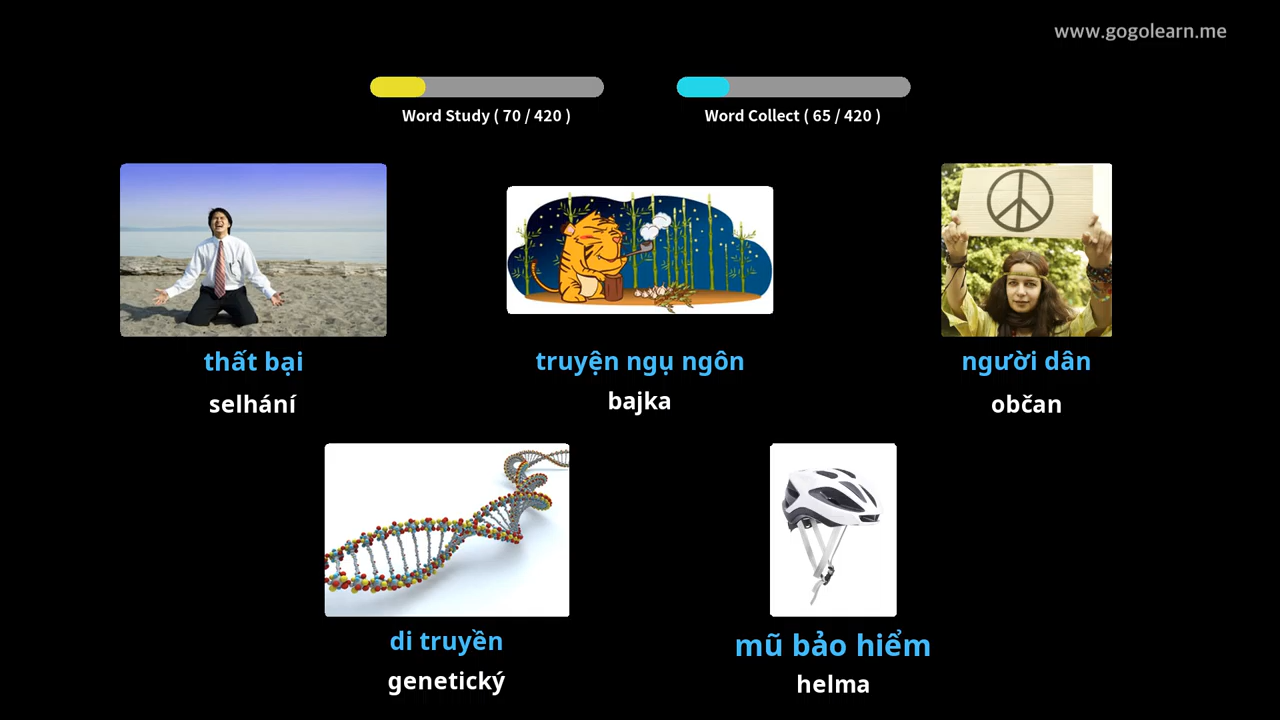 www.gogolearn.me
Word Study ( 70 / 420 )
Word Collect ( 65 / 420 )
thất bại
selhání
truyện ngụ ngôn
bajka
người dân
občan
di truyền
genetický
mũ bảo hiểm
helma